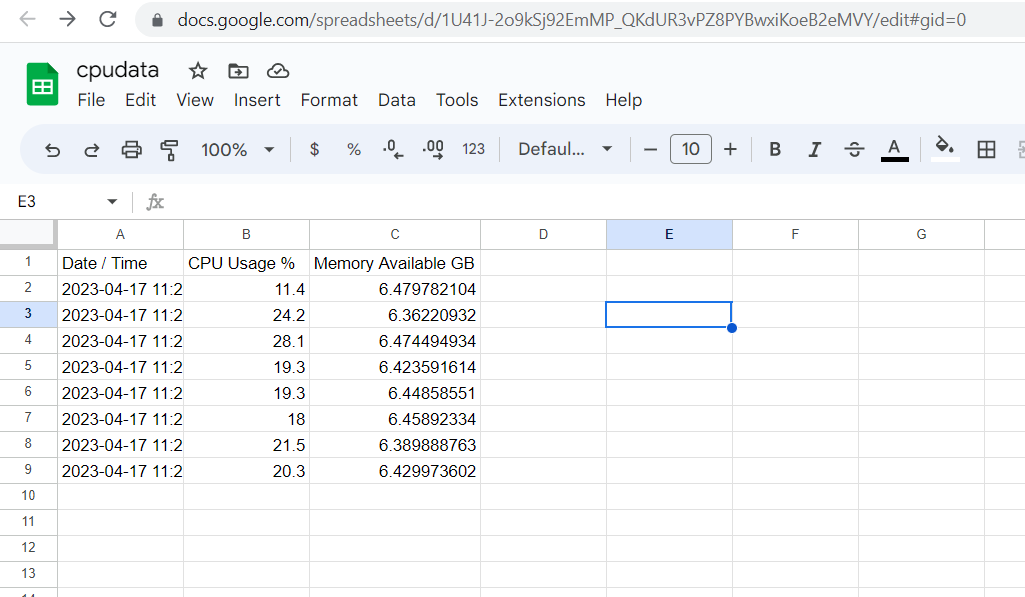 docs.google.com/spreadsheets/d/1U41J-2o9kSj92EmMP_QKdUR3vPZ8PYBwxiKoeB2eMVY/edit#gid=0
cpudata
File Edit View Insert Format Data Tools Extensions Help
100% $ % .0 .00 123 Defaul... 10 B I S A
E3 fx
A B C D E F G
1 Date / Time CPU Usage % Memory Available GB
2 2023-04-17 11:2 11.4 6.479782104
3 2023-04-17 11:2 24.2 6.36220932
4 2023-04-17 11:2 28.1 6.474494934
5 2023-04-17 11:2 19.3 6.423591614
6 2023-04-17 11:2 19.3 6.44858551
7 2023-04-17 11:2 18 6.45892334
8 2023-04-17 11:2 21.5 6.389888763
9 2023-04-17 11:2 20.3 6.429973602
10
11
12
13